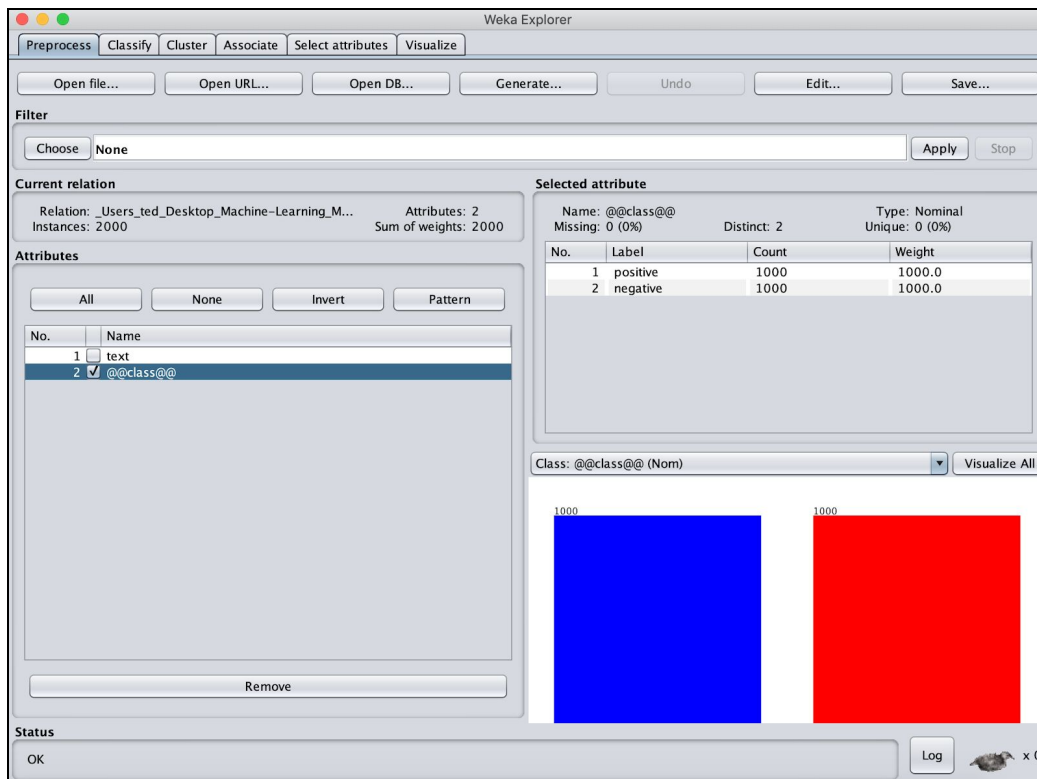 Weka Explorer
Preprocess Classify Cluster Associate Select attributes Visualize
Open file... Open URL... Open DB... Generate... Undo Edit... Save...
Filter
Choose None Apply Stop
Current relation
Relation: _Users_ted_Desktop_Machine-Learning_M... Attributes: 2
Instances: 2000 Sum of weights: 2000
Attributes
All None Invert Pattern
No. Name
1 text
2 @@class@@
Remove
Selected attribute
Name: @@class@@ Type: Nominal
Missing: 0 (0%) Distinct: 2 Unique: 0 (0%)
No. Label Count Weight
1 positive 1000 1000.0
2 negative 1000 1000.0
Class: @@class@@ (Nom) Visualize All
1000 1000
Status
OK
Log x 0